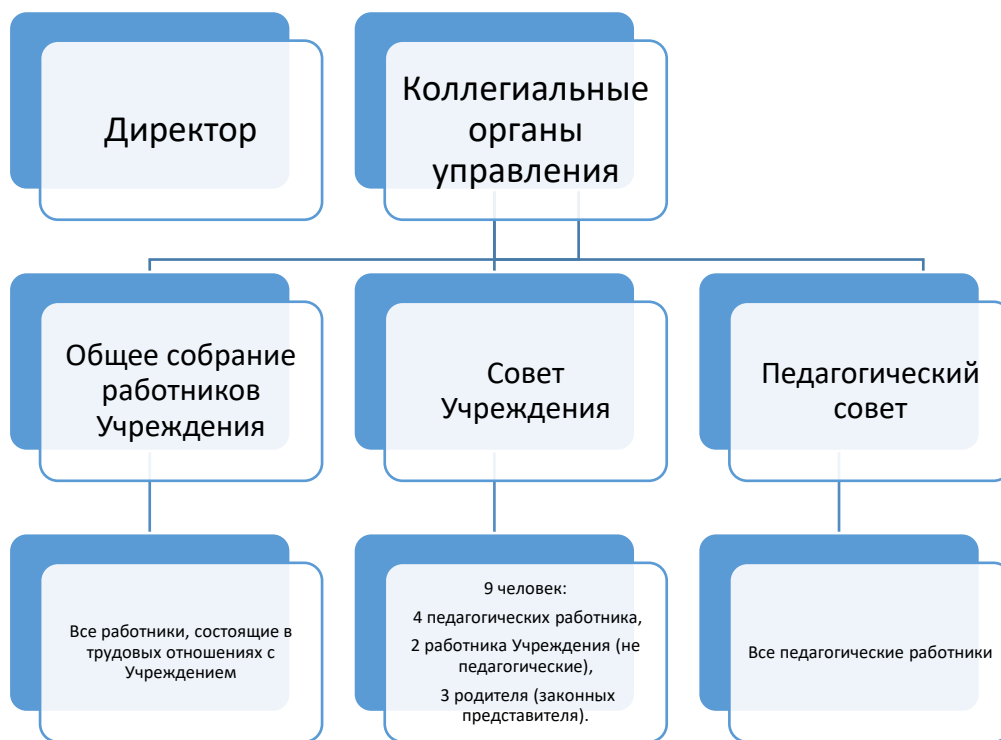 Директор
Коллегиальные
органы
управления
Общее собрание
работников
Учреждения
Совет
Учреждения
Педагогический
совет
Все работники, состоящие в
трудовых отношениях с
Учреждением
9 человек:
4 педагогических работника,
2 работника Учреждения (не
педагогические),
3 родителя (законных
представителя).
Все педагогические работники